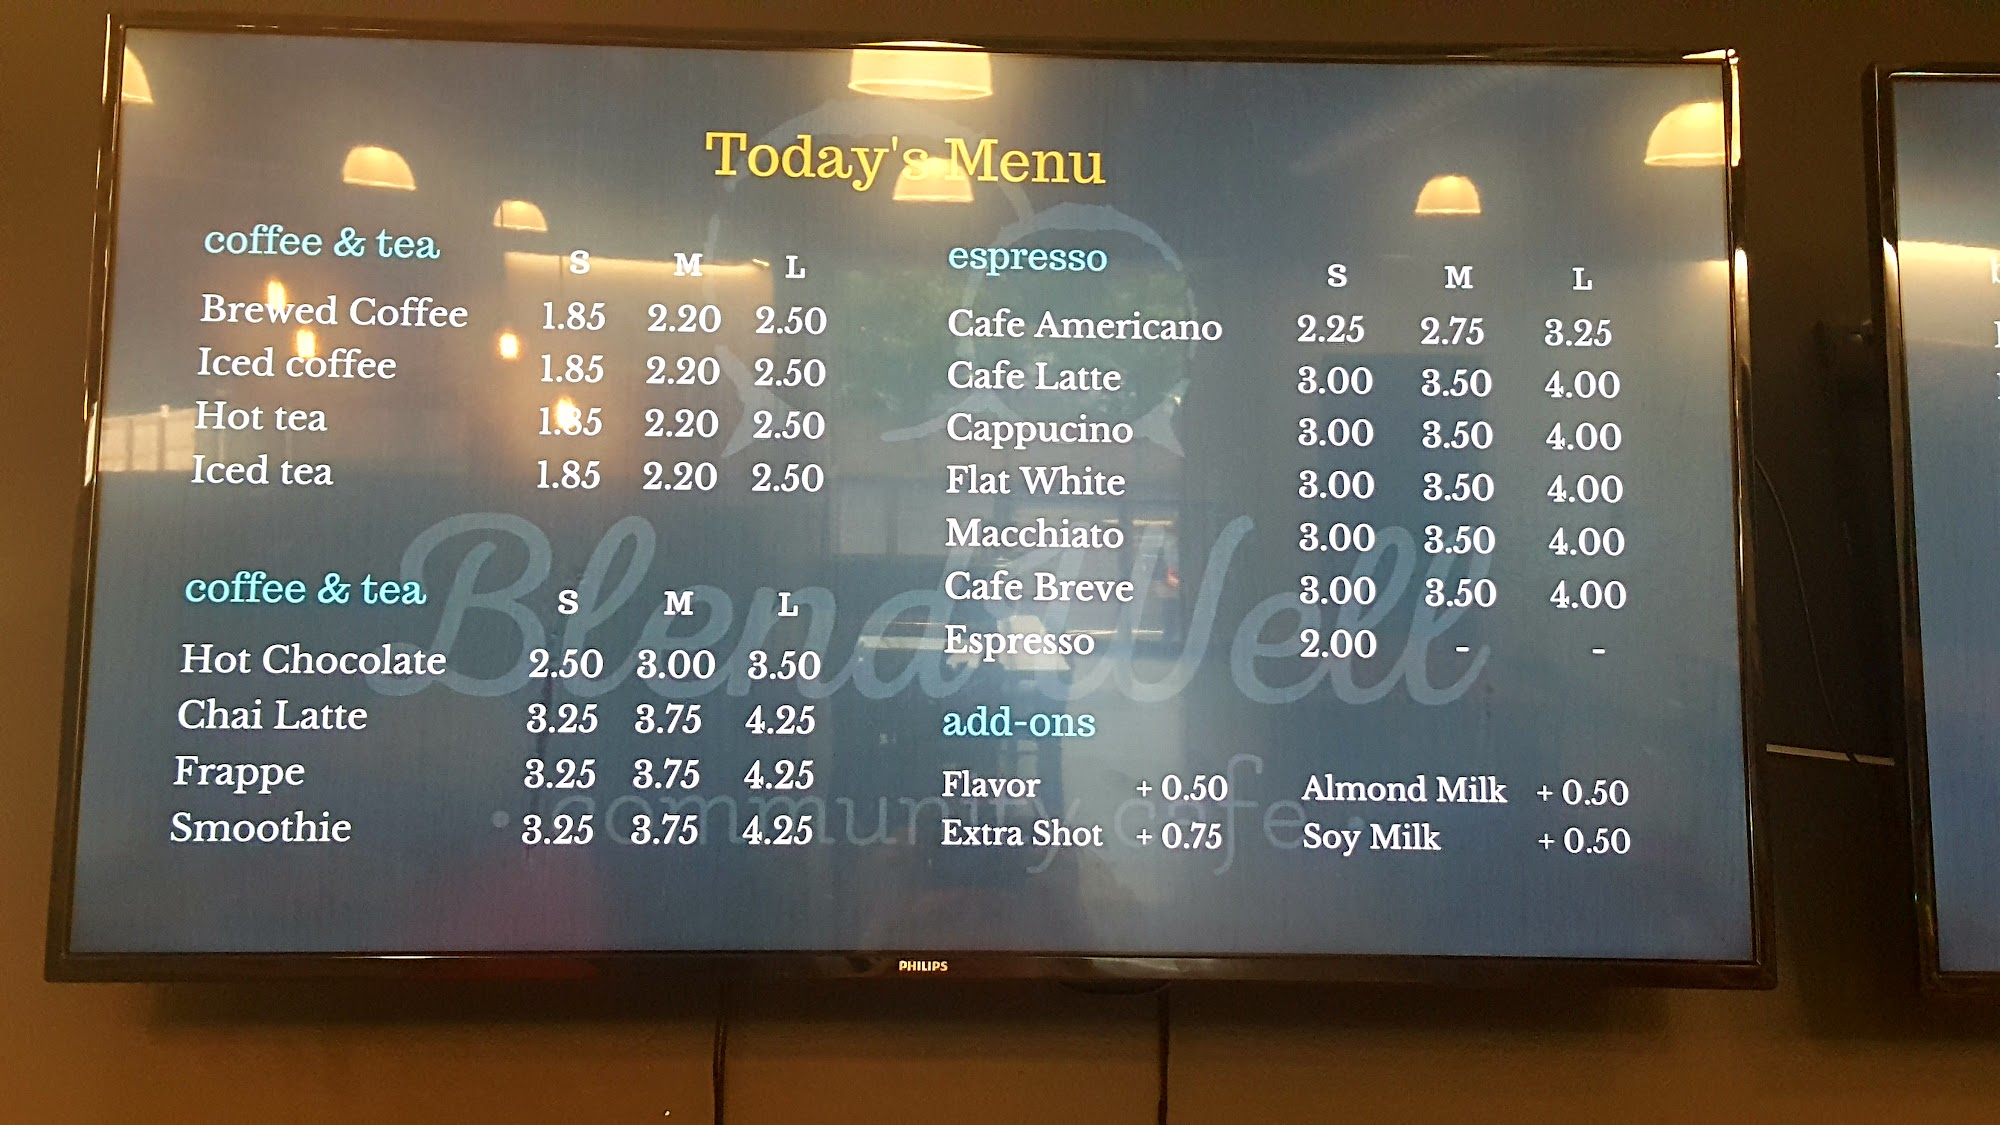 Today's Menu
coffee & tea S M L
Brewed Coffee 1.85 2.20 2.50
Iced coffee 1.85 2.20 2.50
Hot tea 1.85 2.20 2.50
Iced tea 1.85 2.20 2.50
coffee & tea S M L
Hot Chocolate 2.50 3.00 3.50
Chai Latte 3.25 3.75 4.25
Frappe 3.25 3.75 4.25
Smoothie 3.25 3.75 4.25
espresso S M L
Cafe Americano 2.25 2.75 3.25
Cafe Latte 3.00 3.50 4.00
Cappucino 3.00 3.50 4.00
Flat White 3.00 3.50 4.00
Macchiato 3.00 3.50 4.00
Cafe Breve 3.00 3.50 4.00
Espresso 2.00 - -
add-ons
Flavor + 0.50 Almond Milk + 0.50
Extra Shot + 0.75 Soy Milk + 0.50
Blend Well
• community cafe •
PHILIPS